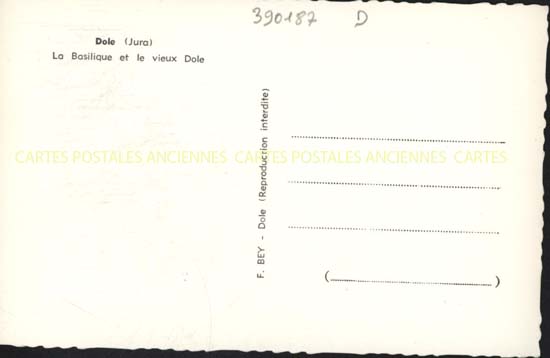 390187 D
Dole (Jura)
La Basilique et le vieux Dole
F. BEY - Dole (Reproduction interdite)
CARTES POSTALES ANCIENNES CARTES POSTALES ANCIENNES CARTES